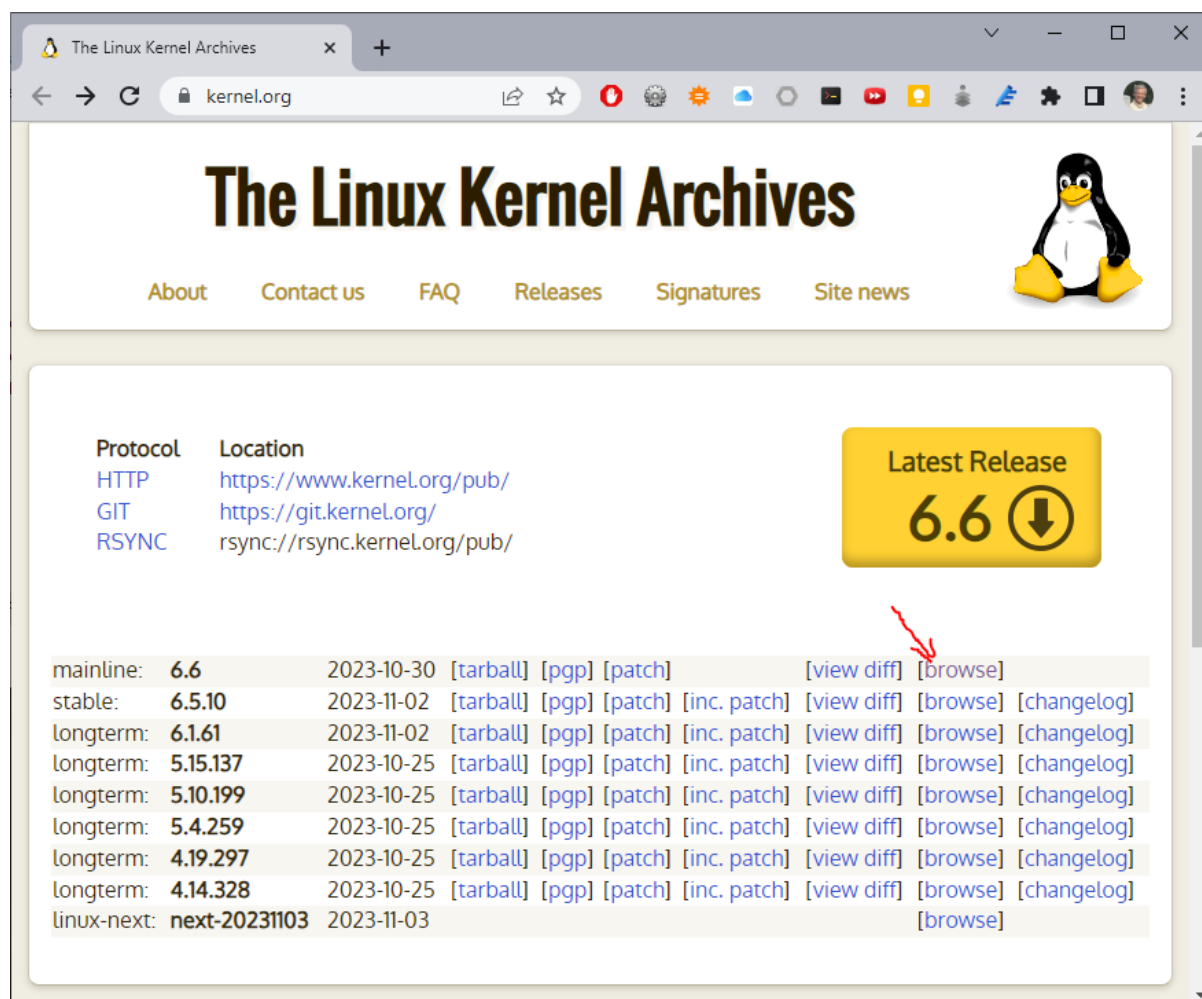 The Linux Kernel Archives
kernel.org
The Linux Kernel Archives
About Contact us FAQ Releases Signatures Site news
Protocol Location
HTTP https://www.kernel.org/pub/
GIT https://git.kernel.org/
RSYNC rsync://rsync.kernel.org/pub/
Latest Release
6.6
mainline: 6.6 2023-10-30 [tarball] [pgp] [patch] [view diff] [browse]
stable: 6.5.10 2023-11-02 [tarball] [pgp] [patch] [inc. patch] [view diff] [browse] [changelog]
longterm: 6.1.61 2023-11-02 [tarball] [pgp] [patch] [inc. patch] [view diff] [browse] [changelog]
longterm: 5.15.137 2023-10-25 [tarball] [pgp] [patch] [inc. patch] [view diff] [browse] [changelog]
longterm: 5.10.199 2023-10-25 [tarball] [pgp] [patch] [inc. patch] [view diff] [browse] [changelog]
longterm: 5.4.259 2023-10-25 [tarball] [pgp] [patch] [inc. patch] [view diff] [browse] [changelog]
longterm: 4.19.297 2023-10-25 [tarball] [pgp] [patch] [inc. patch] [view diff] [browse] [changelog]
longterm: 4.14.328 2023-10-25 [tarball] [pgp] [patch] [inc. patch] [view diff] [browse] [changelog]
linux-next: next-20231103 2023-11-03 [browse]